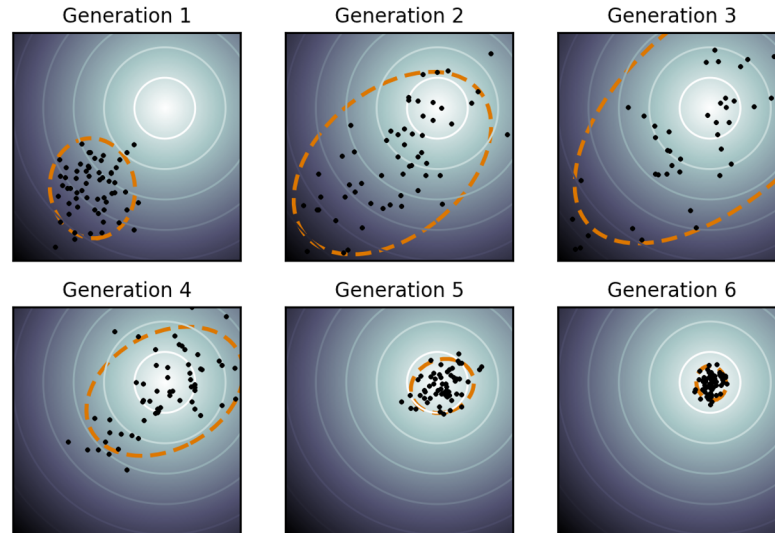 Generation 1
Generation 2
Generation 3
Generation 4
Generation 5
Generation 6